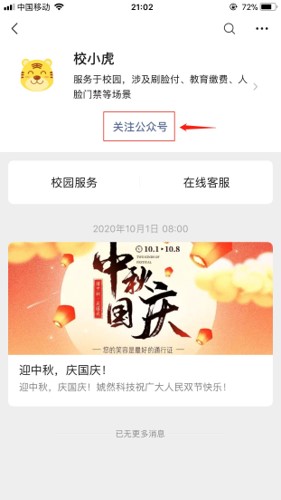 中国移动
21:02
72%
校小虎
服务于校园，涉及刷脸付、教育缴费、人
脸门禁等场景
关注公众号
校园服务
在线客服
2020年10月1日 08:00
10.1 - 10.8
中秋
国庆
您的笑容是最好的通行证
迎中秋，庆国庆！
迎中秋，庆国庆！虢然科技祝广大人民双节快乐！
已无更多消息